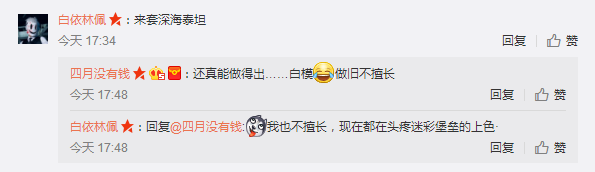 白依林佩：来套深海泰坦
今天 17:34 回复 赞
四月没有钱：还真能做得出……白模 做旧不擅长
今天 17:48 回复 赞
白依林佩：回复@四月没有钱: 我也不擅长，现在都在头疼迷彩堡垒的上色·
今天 17:48 回复 赞